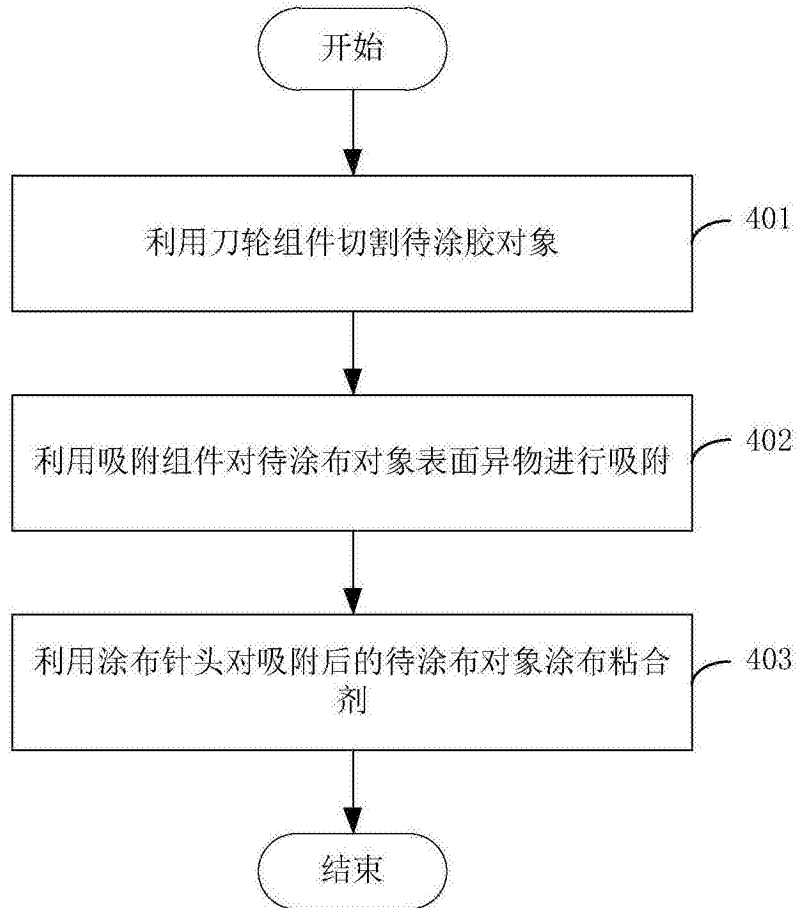 开始
利用刀轮组件切割待涂胶对象
401
利用吸附组件对待涂布对象表面异物进行吸附
402
利用涂布针头对吸附后的待涂布对象涂布粘合
剂
403
结束